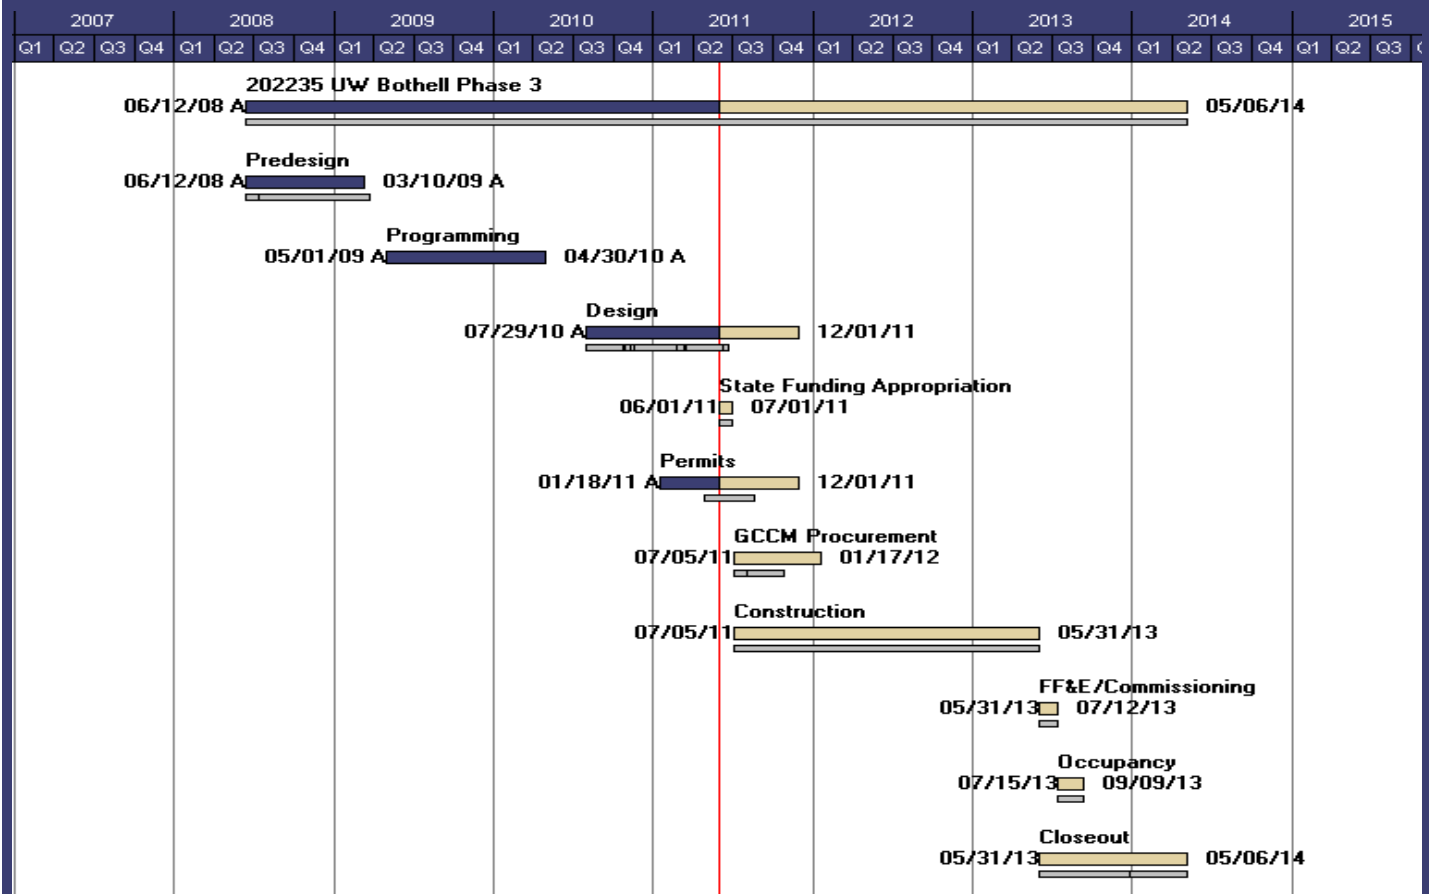 2007 2008 2009 2010 2011 2012 2013 2014 2015
Q1 Q2 Q3 Q4 Q1 Q2 Q3 Q4 Q1 Q2 Q3 Q4 Q1 Q2 Q3 Q4 Q1 Q2 Q3 Q4 Q1 Q2 Q3 Q4 Q1 Q2 Q3 Q4 Q1 Q2 Q3 Q4 Q1 Q2 Q3
202235 UW Bothell Phase 3
06/12/08 A 05/06/14
Predesign
06/12/08 A 03/10/09 A
Programming
05/01/09 A 04/30/10 A
Design
07/29/10 A 12/01/11
State Funding Appropriation
06/01/11 07/01/11
Permits
01/18/11 A 12/01/11
GCCM Procurement
07/05/11 01/17/12
Construction
07/05/11 05/31/13
FF&E/Commissioning
05/31/13 07/12/13
Occupancy
07/15/13 09/09/13
Closeout
05/31/13 05/06/14